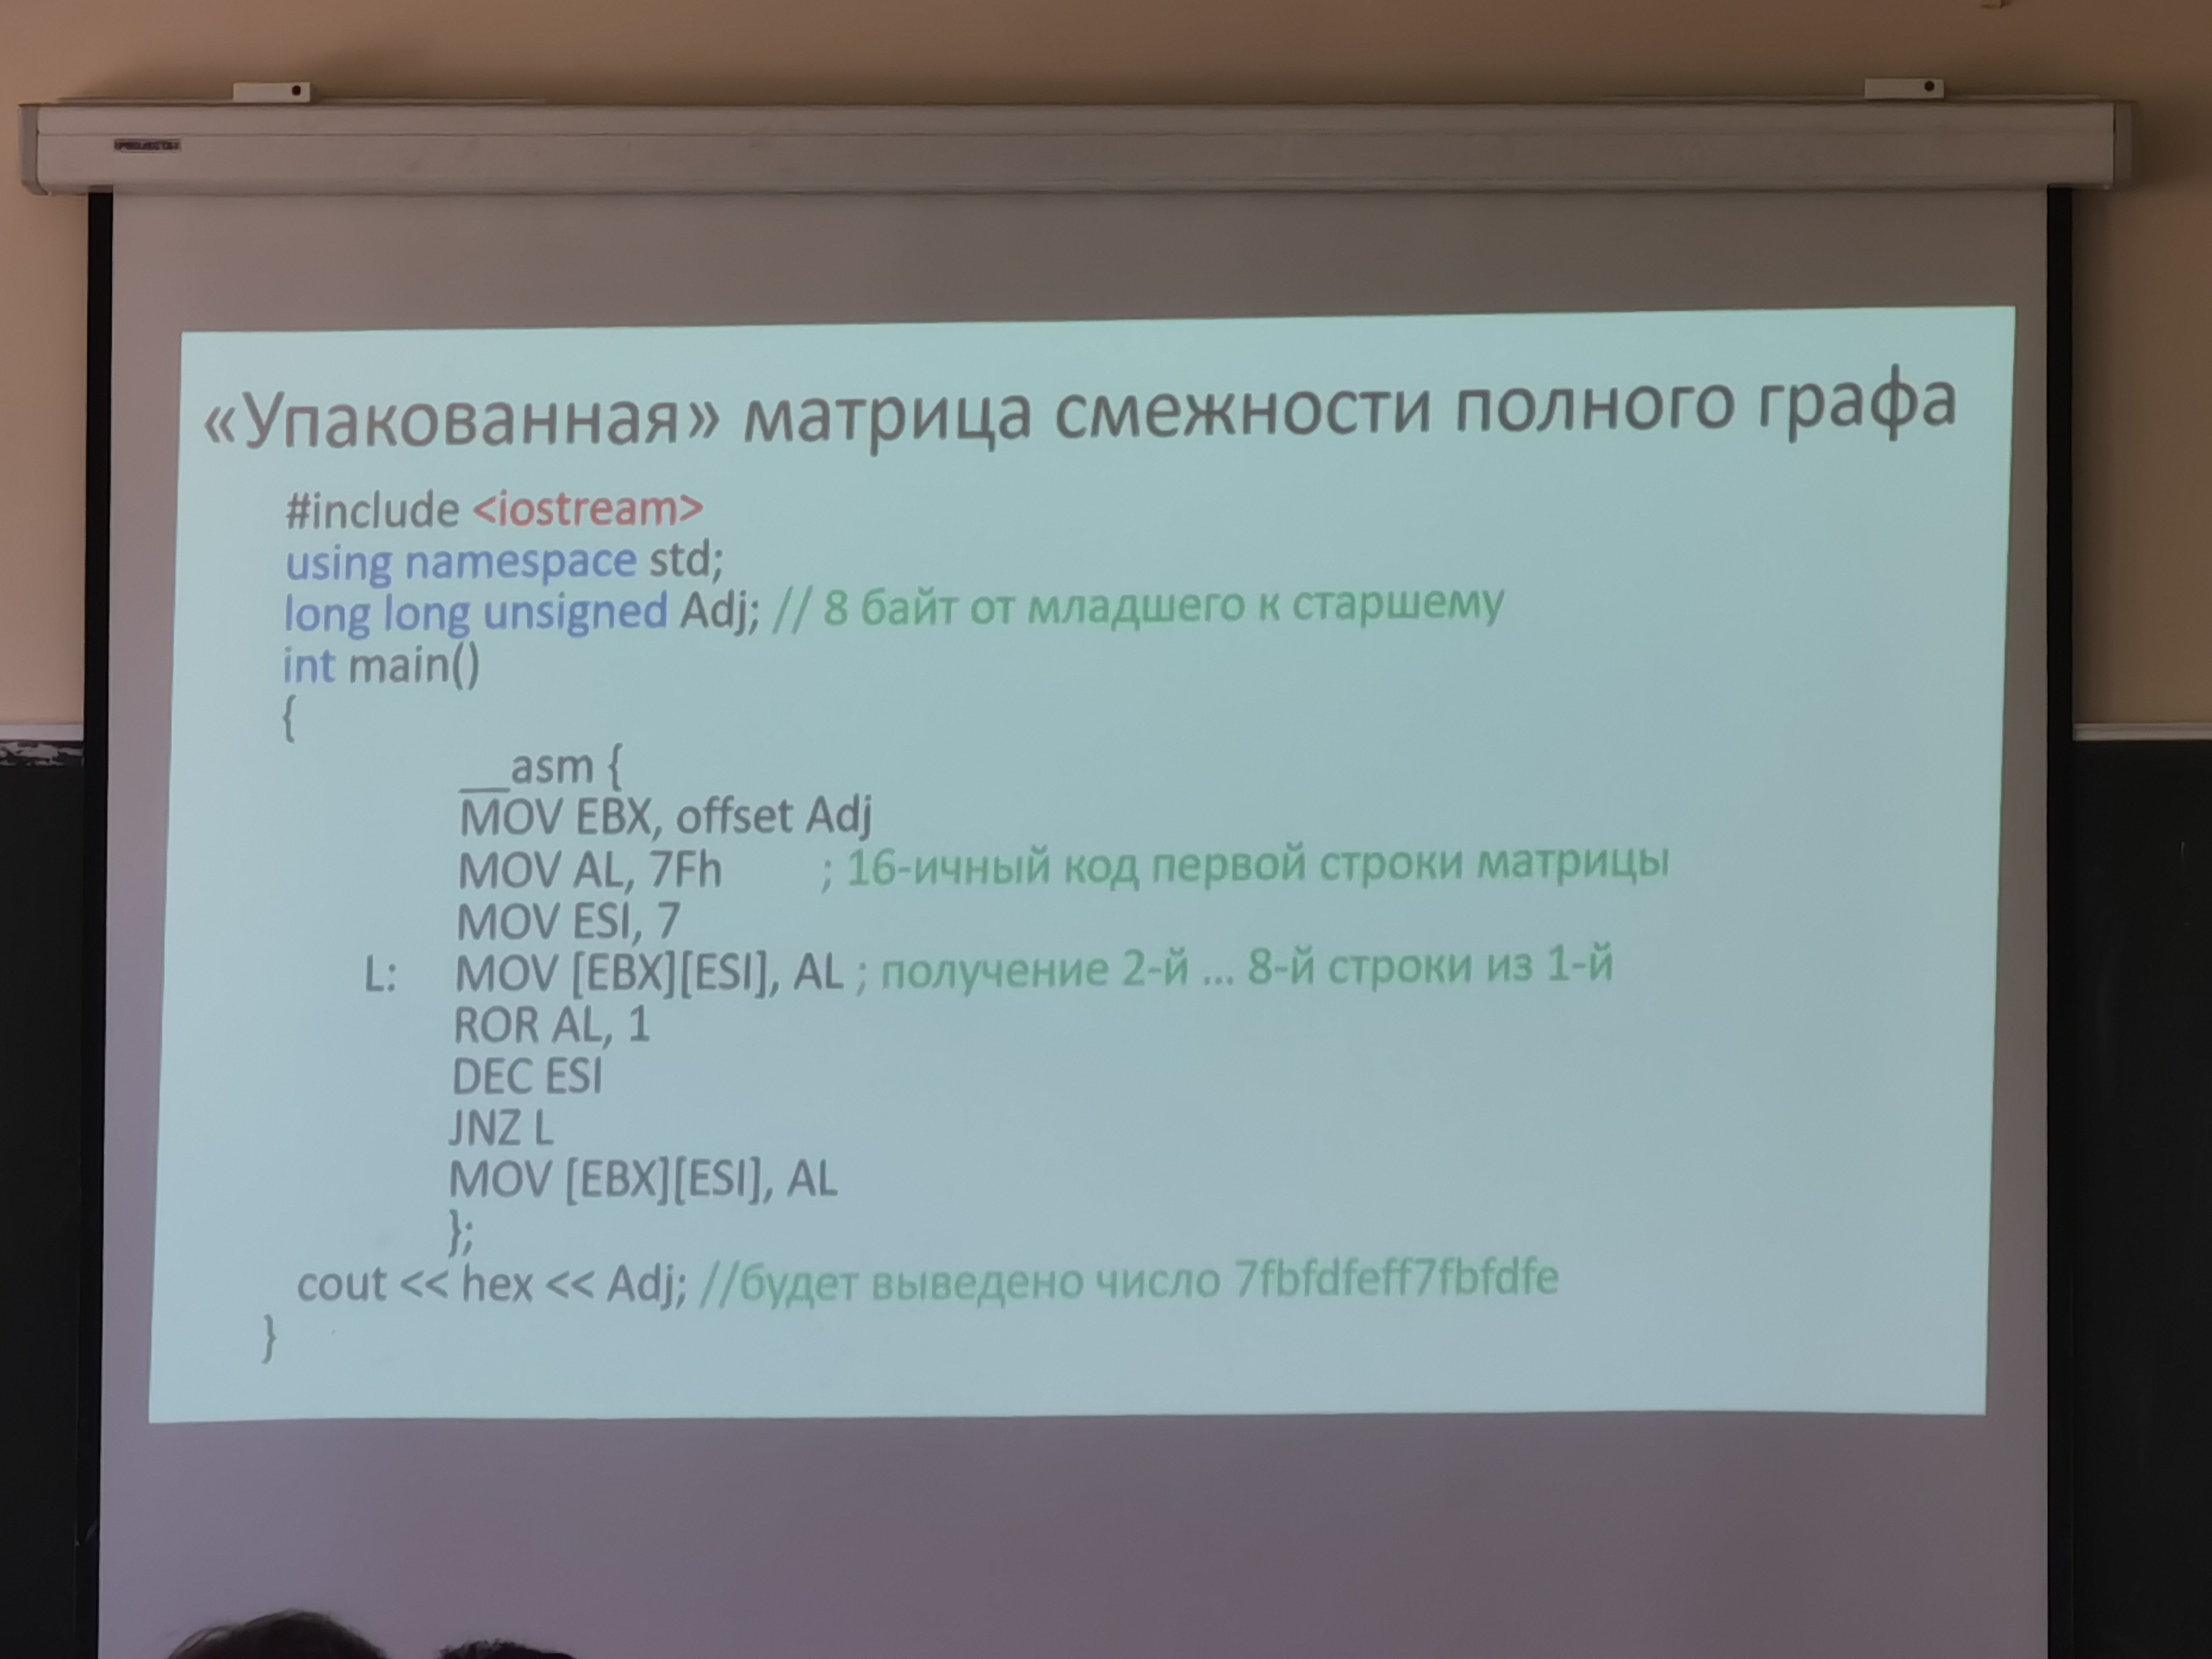 «Упакованная» матрица смежности полного графа
#include <iostream>
using namespace std;
long long unsigned Adj; // 8 байт от младшего к старшему
int main()
{
__asm {
MOV EBX, offset Adj
MOV AL, 7Fh ; 16-ичный код первой строки матрицы
MOV ESI, 7
L: MOV [EBX][ESI], AL ; получение 2-й ... 8-й строки из 1-й
ROR AL, 1
DEC ESI
JNZ L
MOV [EBX][ESI], AL
};
cout << hex << Adj; //будет выведено число 7fbfdfeff7fbfdfe
}